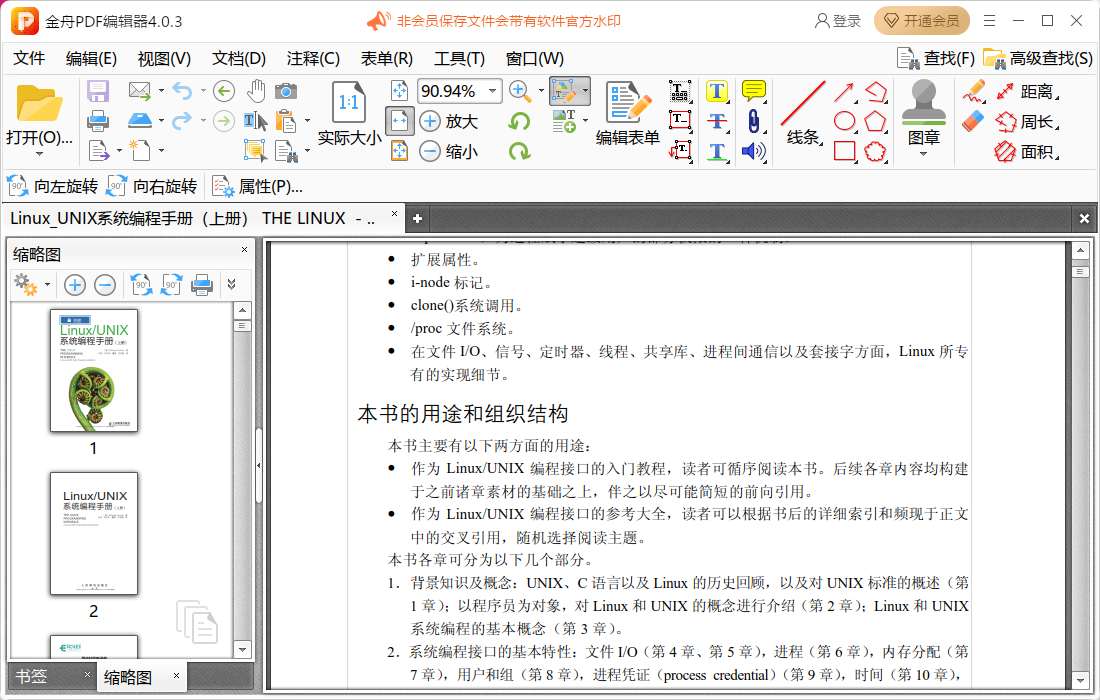 金舟PDF编辑器4.0.3
非会员保存文件会带有软件官方水印
登录
开通会员
文件 编辑(E) 视图(V) 文档(D) 注释(C) 表单(R) 工具(T) 窗口(W)
查找(F) 高级查找(S)
打开(O)...
1:1
实际大小
90.94%
放大
缩小
编辑表单
线条
图章
距离
周长
面积
向左旋转 向右旋转 属性(P)...
Linux_UNIX系统编程手册（上册） THE LINUX - ..
缩略图
Linux/UNIX
系统编程手册（上册）
1
Linux/UNIX
系统编程手册（上册）
2
书签 缩略图
• 扩展属性。
• i-node 标记。
• clone()系统调用。
• /proc 文件系统。
• 在文件 I/O、信号、定时器、线程、共享库、进程间通信以及套接字方面，Linux 所专
有的实现细节。
本书的用途和组织结构
本书主要有以下两方面的用途:
• 作为 Linux/UNIX 编程接口的入门教程，读者可循序阅读本书。后续各章内容均构建
于之前诸章素材的基础之上，伴之以尽可能简短的前向引用。
• 作为 Linux/UNIX 编程接口的参考大全，读者可以根据书后的详细索引和频现于正文
中的交叉引用，随机选择阅读主题。
本书各章可分为以下几个部分。
1．背景知识及概念：UNIX、C 语言以及 Linux 的历史回顾，以及对 UNIX 标准的概述（第
1 章）；以程序员为对象，对 Linux 和 UNIX 的概念进行介绍（第 2 章）；Linux 和 UNIX
系统编程的基本概念（第 3 章）。
2．系统编程接口的基本特性：文件 I/O（第 4 章、第 5 章），进程（第 6 章），内存分配（第
7 章），用户和组（第 8 章），进程凭证（process credential）（第 9 章），时间（第 10 章），